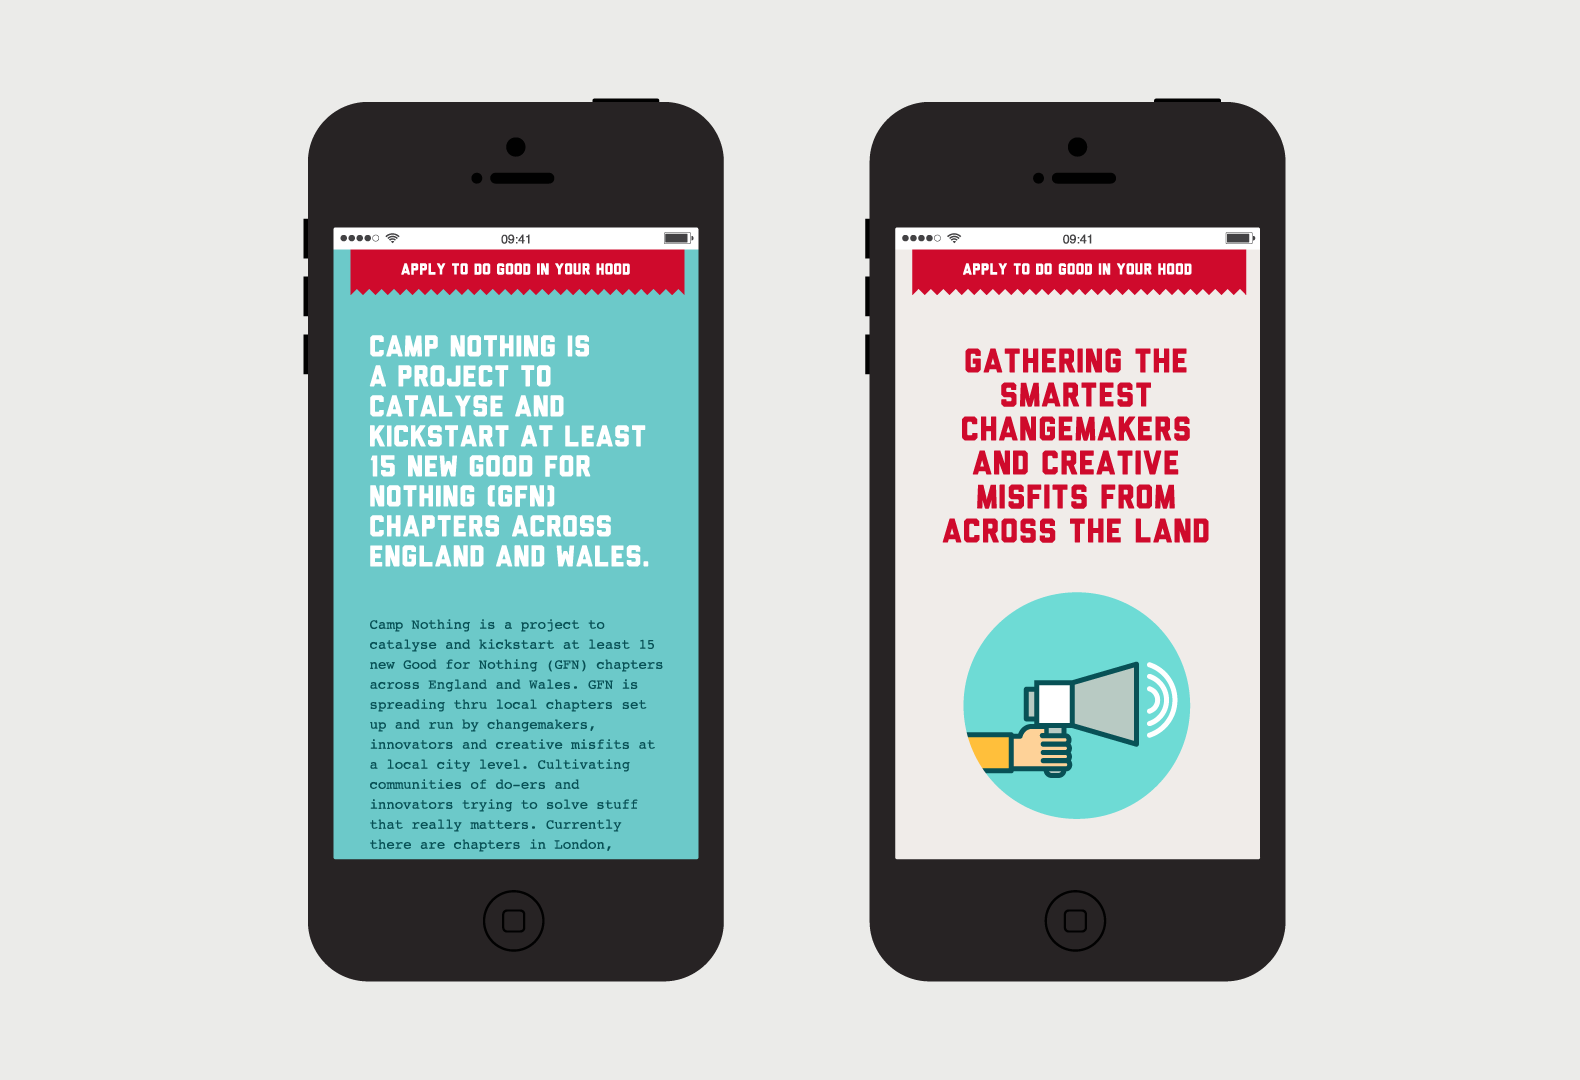 09:41
APPLY TO DO GOOD IN YOUR HOOD
CAMP NOTHING IS
A PROJECT TO
CATALYSE AND
KICKSTART AT LEAST
15 NEW GOOD FOR
NOTHING (GFN)
CHAPTERS ACROSS
ENGLAND AND WALES.
Camp Nothing is a project to
catalyse and kickstart at least 15
new Good for Nothing (GFN) chapters
across England and Wales. GFN is
spreading thru local chapters set
up and run by changemakers,
innovators and creative misfits at
a local city level. Cultivating
communities of do-ers and
innovators trying to solve stuff
that really matters. Currently
there are chapters in London,
09:41
APPLY TO DO GOOD IN YOUR HOOD
GATHERING THE
SMARTEST
CHANGEMAKERS
AND CREATIVE
MISFITS FROM
ACROSS THE LAND